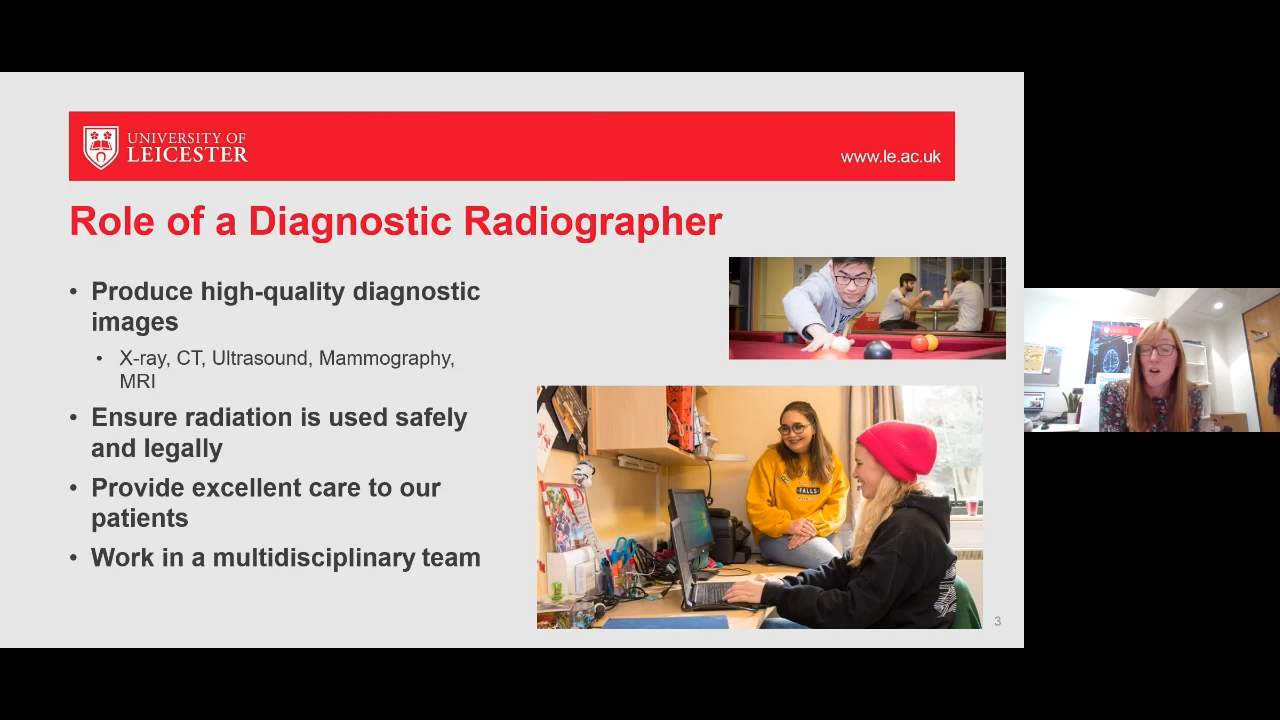 UNIVERSITY OF
LEICESTER
www.le.ac.uk
Role of a Diagnostic Radiographer
• Produce high-quality diagnostic
images
• X-ray, CT, Ultrasound, Mammography,
MRI
• Ensure radiation is used safely
and legally
• Provide excellent care to our
patients
• Work in a multidisciplinary team
FALLS
3